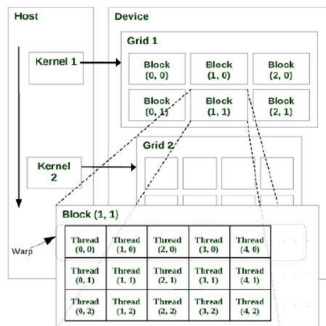 Host
Device
Grid 1
Kernel 1
Block
(0, 0)
Block
(1, 0)
Block
(2, 0)
Block
(0, 1)
Block
(1, 1)
Block
(2, 1)
Grid 2
Kernel
2
Block (1, 1)
Warp
Thread
(0, 0)
Thread
(1, 0)
Thread
(2, 0)
Thread
(3, 0)
Thread
(4, 0)
Thread
(0, 1)
Thread
(1, 1)
Thread
(2, 1)
Thread
(3, 1)
Thread
(4, 1)
Thread
(0, 2)
Thread
(1, 2)
Thread
(2, 2)
Thread
(3, 2)
Thread
(4, 2)